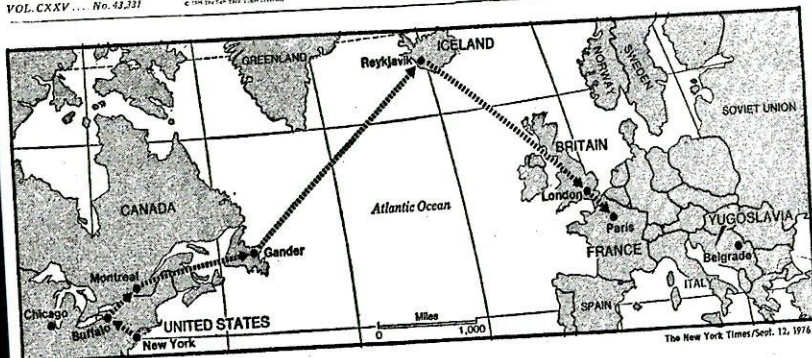 VOL. CXXV .... No. 43,331
GREENLAND
ICELAND
Reykjavik
NORWAY
SWEDEN
SOVIET UNION
BRITAIN
London
CANADA
Atlantic Ocean
Paris
YUGOSLAVIA
Gander
FRANCE
Belgrade
Montreal
ITALY
Chicago
Buffalo
UNITED STATES
SPAIN
Miles
0 1,000
New York
The New York Times/Sept. 12, 1976